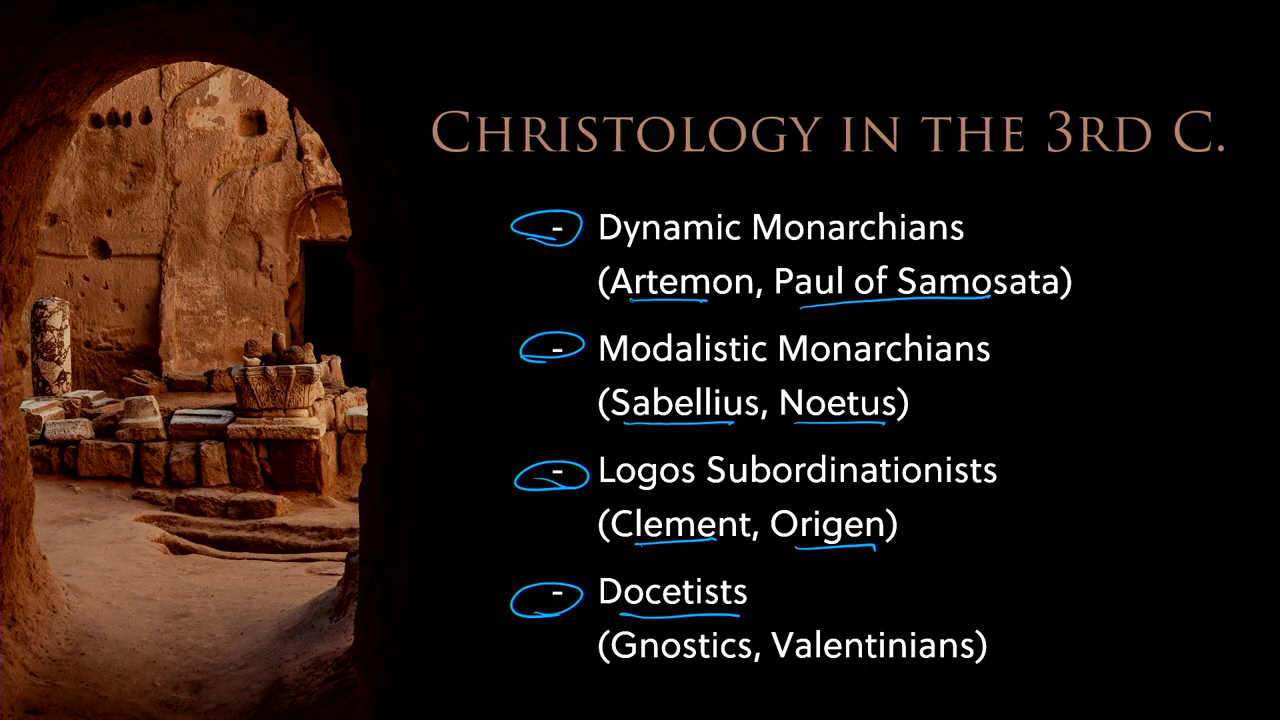 Christology in the 3rd C.
- Dynamic Monarchians
(Artemon, Paul of Samosata)
- Modalistic Monarchians
(Sabellius, Noetus)
- Logos Subordinationists
(Clement, Origen)
- Docetists
(Gnostics, Valentinians)